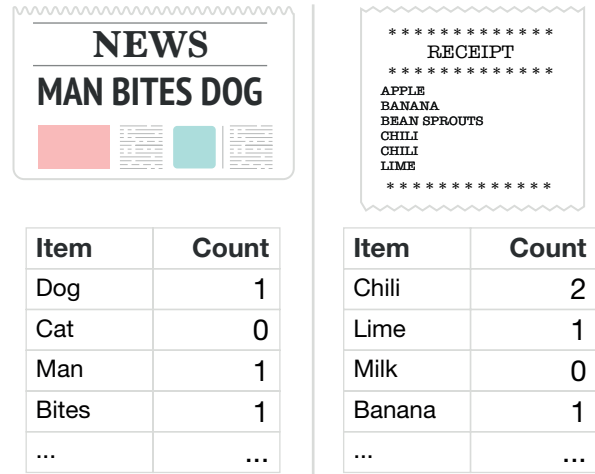 NEWS
MAN BITES DOG
Item Count
Dog 1
Cat 0
Man 1
Bites 1
... ...
* * * * * * * * * * * * *
RECEIPT
* * * * * * * * * * * * *
APPLE
BANANA
BEAN SPROUTS
CHILI
CHILI
LIME
* * * * * * * * * * * * *
Item Count
Chili 2
Lime 1
Milk 0
Banana 1
... ...